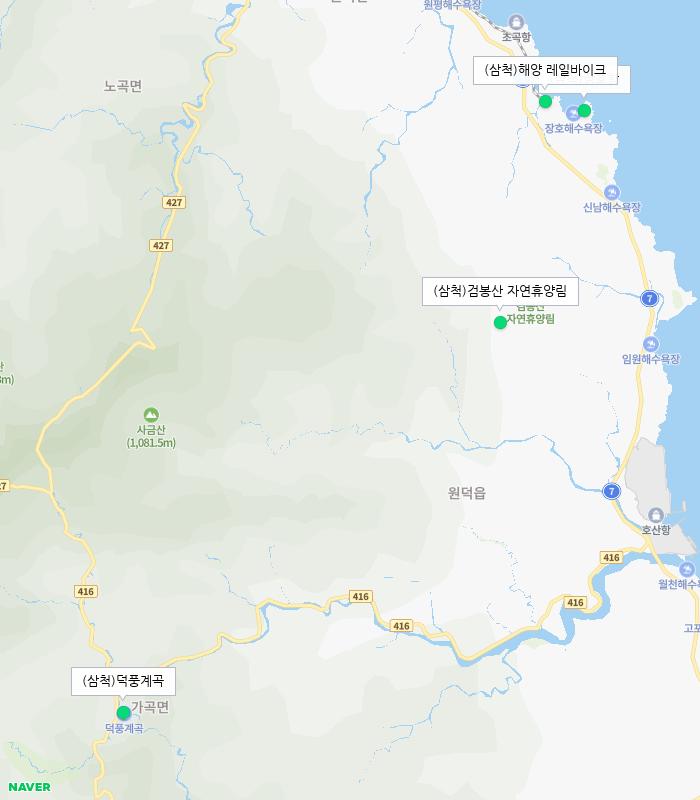 원평해수욕장
초곡항
(삼척)해양 레일바이크
노곡면
장호해수욕장
427
신남해수욕장
427
(삼척)검봉산 자연휴양림
7
자연휴양림
임원해수욕장
사금산
(1,081.5m)
원덕읍
7
호산항
416
월천해수욕
416
416
416
416
(삼척)덕풍계곡
가곡면
덕풍계곡
NAVER